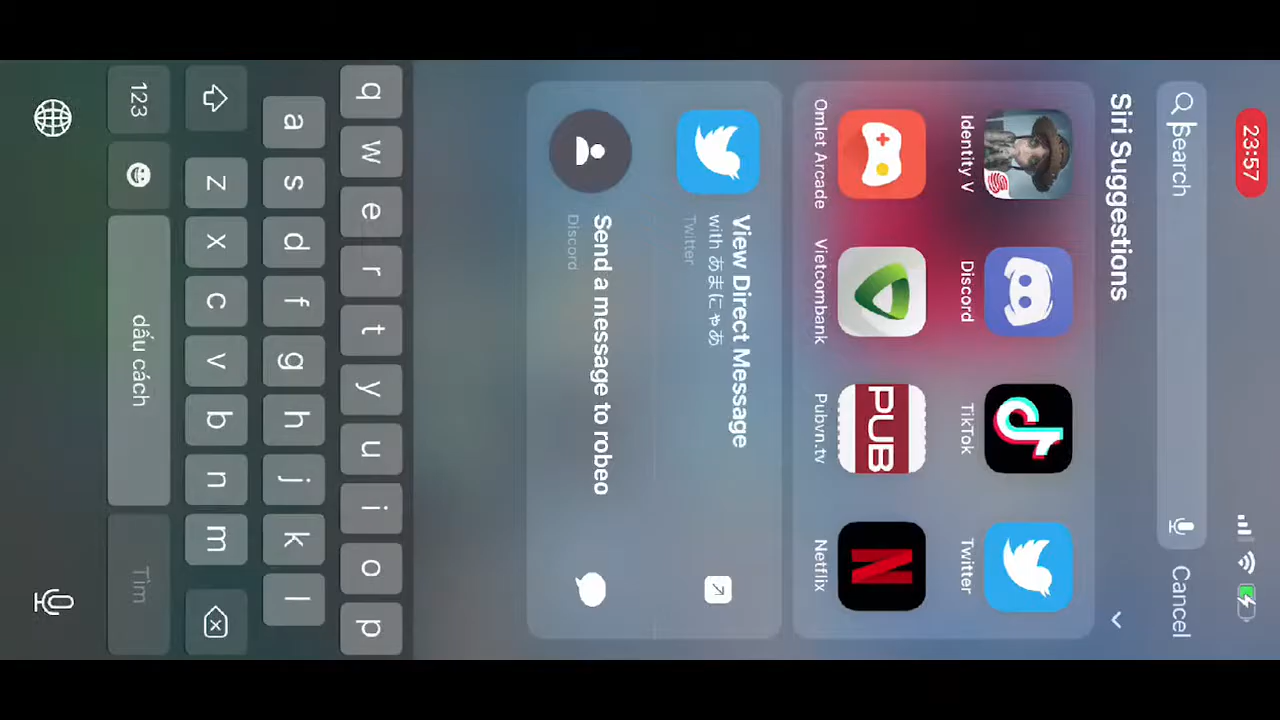 23:57
Search
Cancel
Siri Suggestions
Identity V
Discord
TikTok
Twitter
PUB
Omlet Arcade
Vietcombank
Pubvn.tv
Netflix
View Direct Message
with あまにゃあ
Twitter
Send a message to robeo
Discord
q w e r t y u i o p
a s d f g h j k l
z x c v b n m
123 dấu cách Tìm